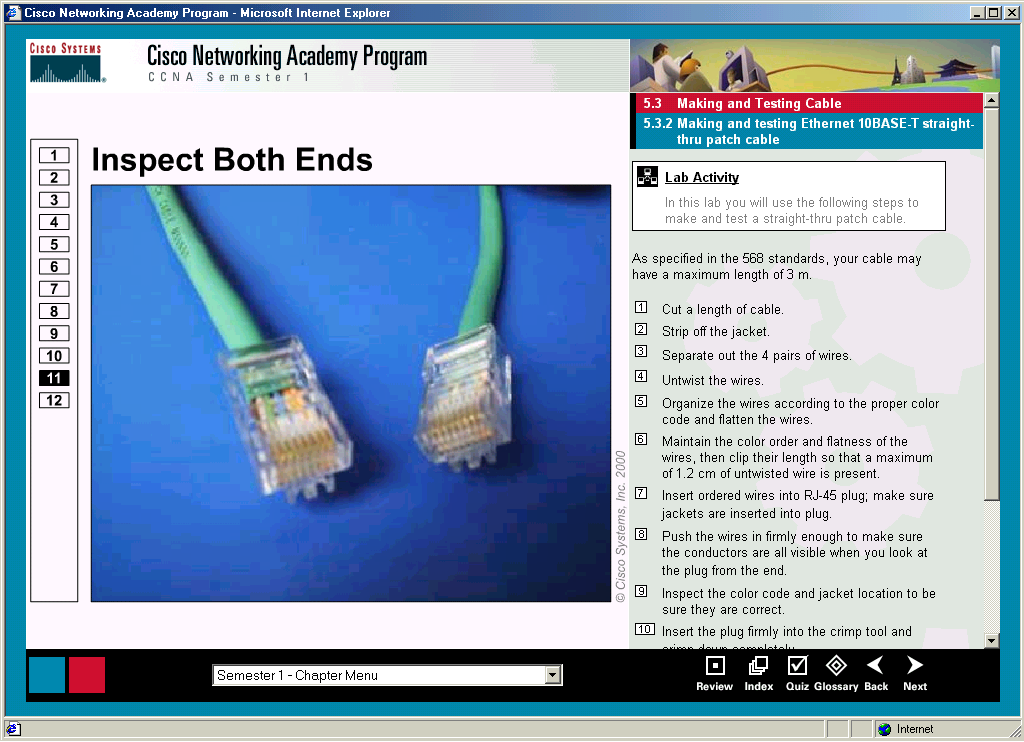 Cisco Networking Academy Program - Microsoft Internet Explorer
CISCO SYSTEMS
Cisco Networking Academy Program
CCNA Semester 1
5.3 Making and Testing Cable
5.3.2 Making and testing Ethernet 10BASE-T straight-
thru patch cable
1
2
3
4
5
6
7
8
9
10
11
12
Inspect Both Ends
© Cisco Systems, Inc. 2000
Lab Activity
In this lab you will use the following steps to
make and test a straight-thru patch cable.
As specified in the 568 standards, your cable may
have a maximum length of 3 m.
1 Cut a length of cable.
2 Strip off the jacket.
3 Separate out the 4 pairs of wires.
4 Untwist the wires.
5 Organize the wires according to the proper color
code and flatten the wires.
6 Maintain the color order and flatness of the
wires, then clip their length so that a maximum
of 1.2 cm of untwisted wire is present.
7 Insert ordered wires into RJ-45 plug; make sure
jackets are inserted into plug.
8 Push the wires in firmly enough to make sure
the conductors are all visible when you look at
the plug from the end.
9 Inspect the color code and jacket location to be
sure they are correct.
10 Insert the plug firmly into the crimp tool and
crimp down completely.
Semester 1 - Chapter Menu
Review Index Quiz Glossary Back Next
Internet